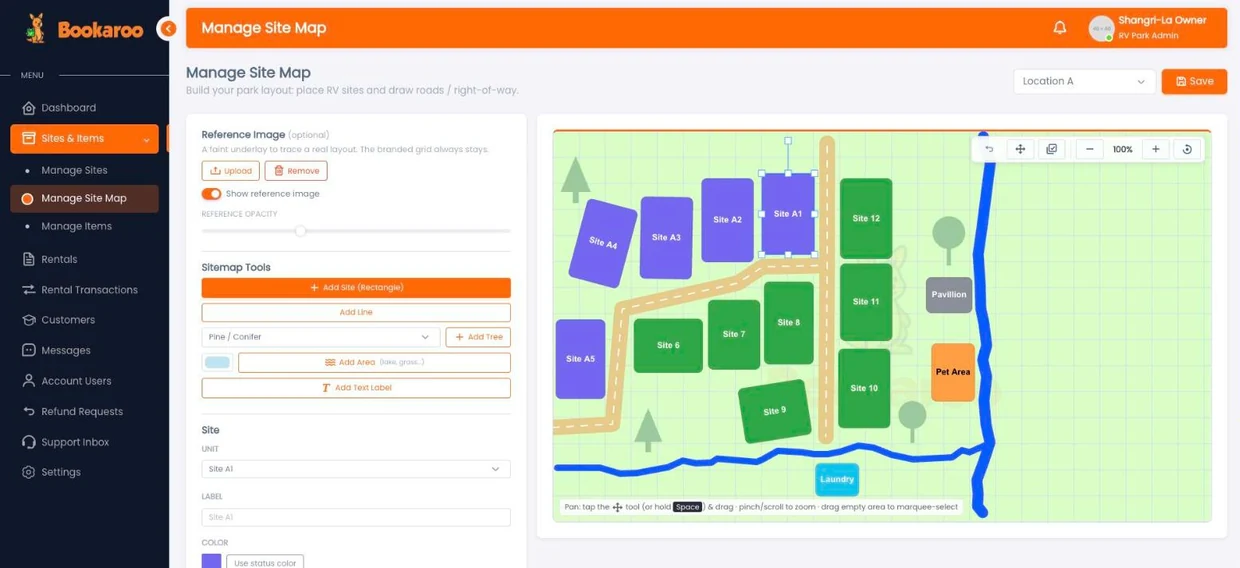 Bookaroo
Manage Site Map
Shangri-La Owner
RV Park Admin
MENU
Dashboard
Sites & Items
Manage Sites
Manage Site Map
Manage Items
Rentals
Rental Transactions
Customers
Messages
Account Users
Refund Requests
Support Inbox
Settings
Manage Site Map
Build your park layout: place RV sites and draw roads / right-of-way.
Location A
Save
Reference Image (optional)
A faint underlay to trace a real layout. The branded grid always stays.
Upload
Remove
Show reference image
REFERENCE OPACITY
Sitemap Tools
+ Add Site (Rectangle)
Add Line
Pine / Conifer
+ Add Tree
Add Area (lake, grass…)
T Add Text Label
Site
UNIT
Site A1
LABEL
Site A1
COLOR
Use status color
100%
Site A4
Site A3
Site A2
Site A1
Site 12
Site 11
Pavillion
Site A5
Site 6
Site 7
Site 8
Site 10
Pet Area
Site 9
Laundry
Pan: tap the tool (or hold Space) & drag · pinch/scroll to zoom · drag empty area to marquee-select